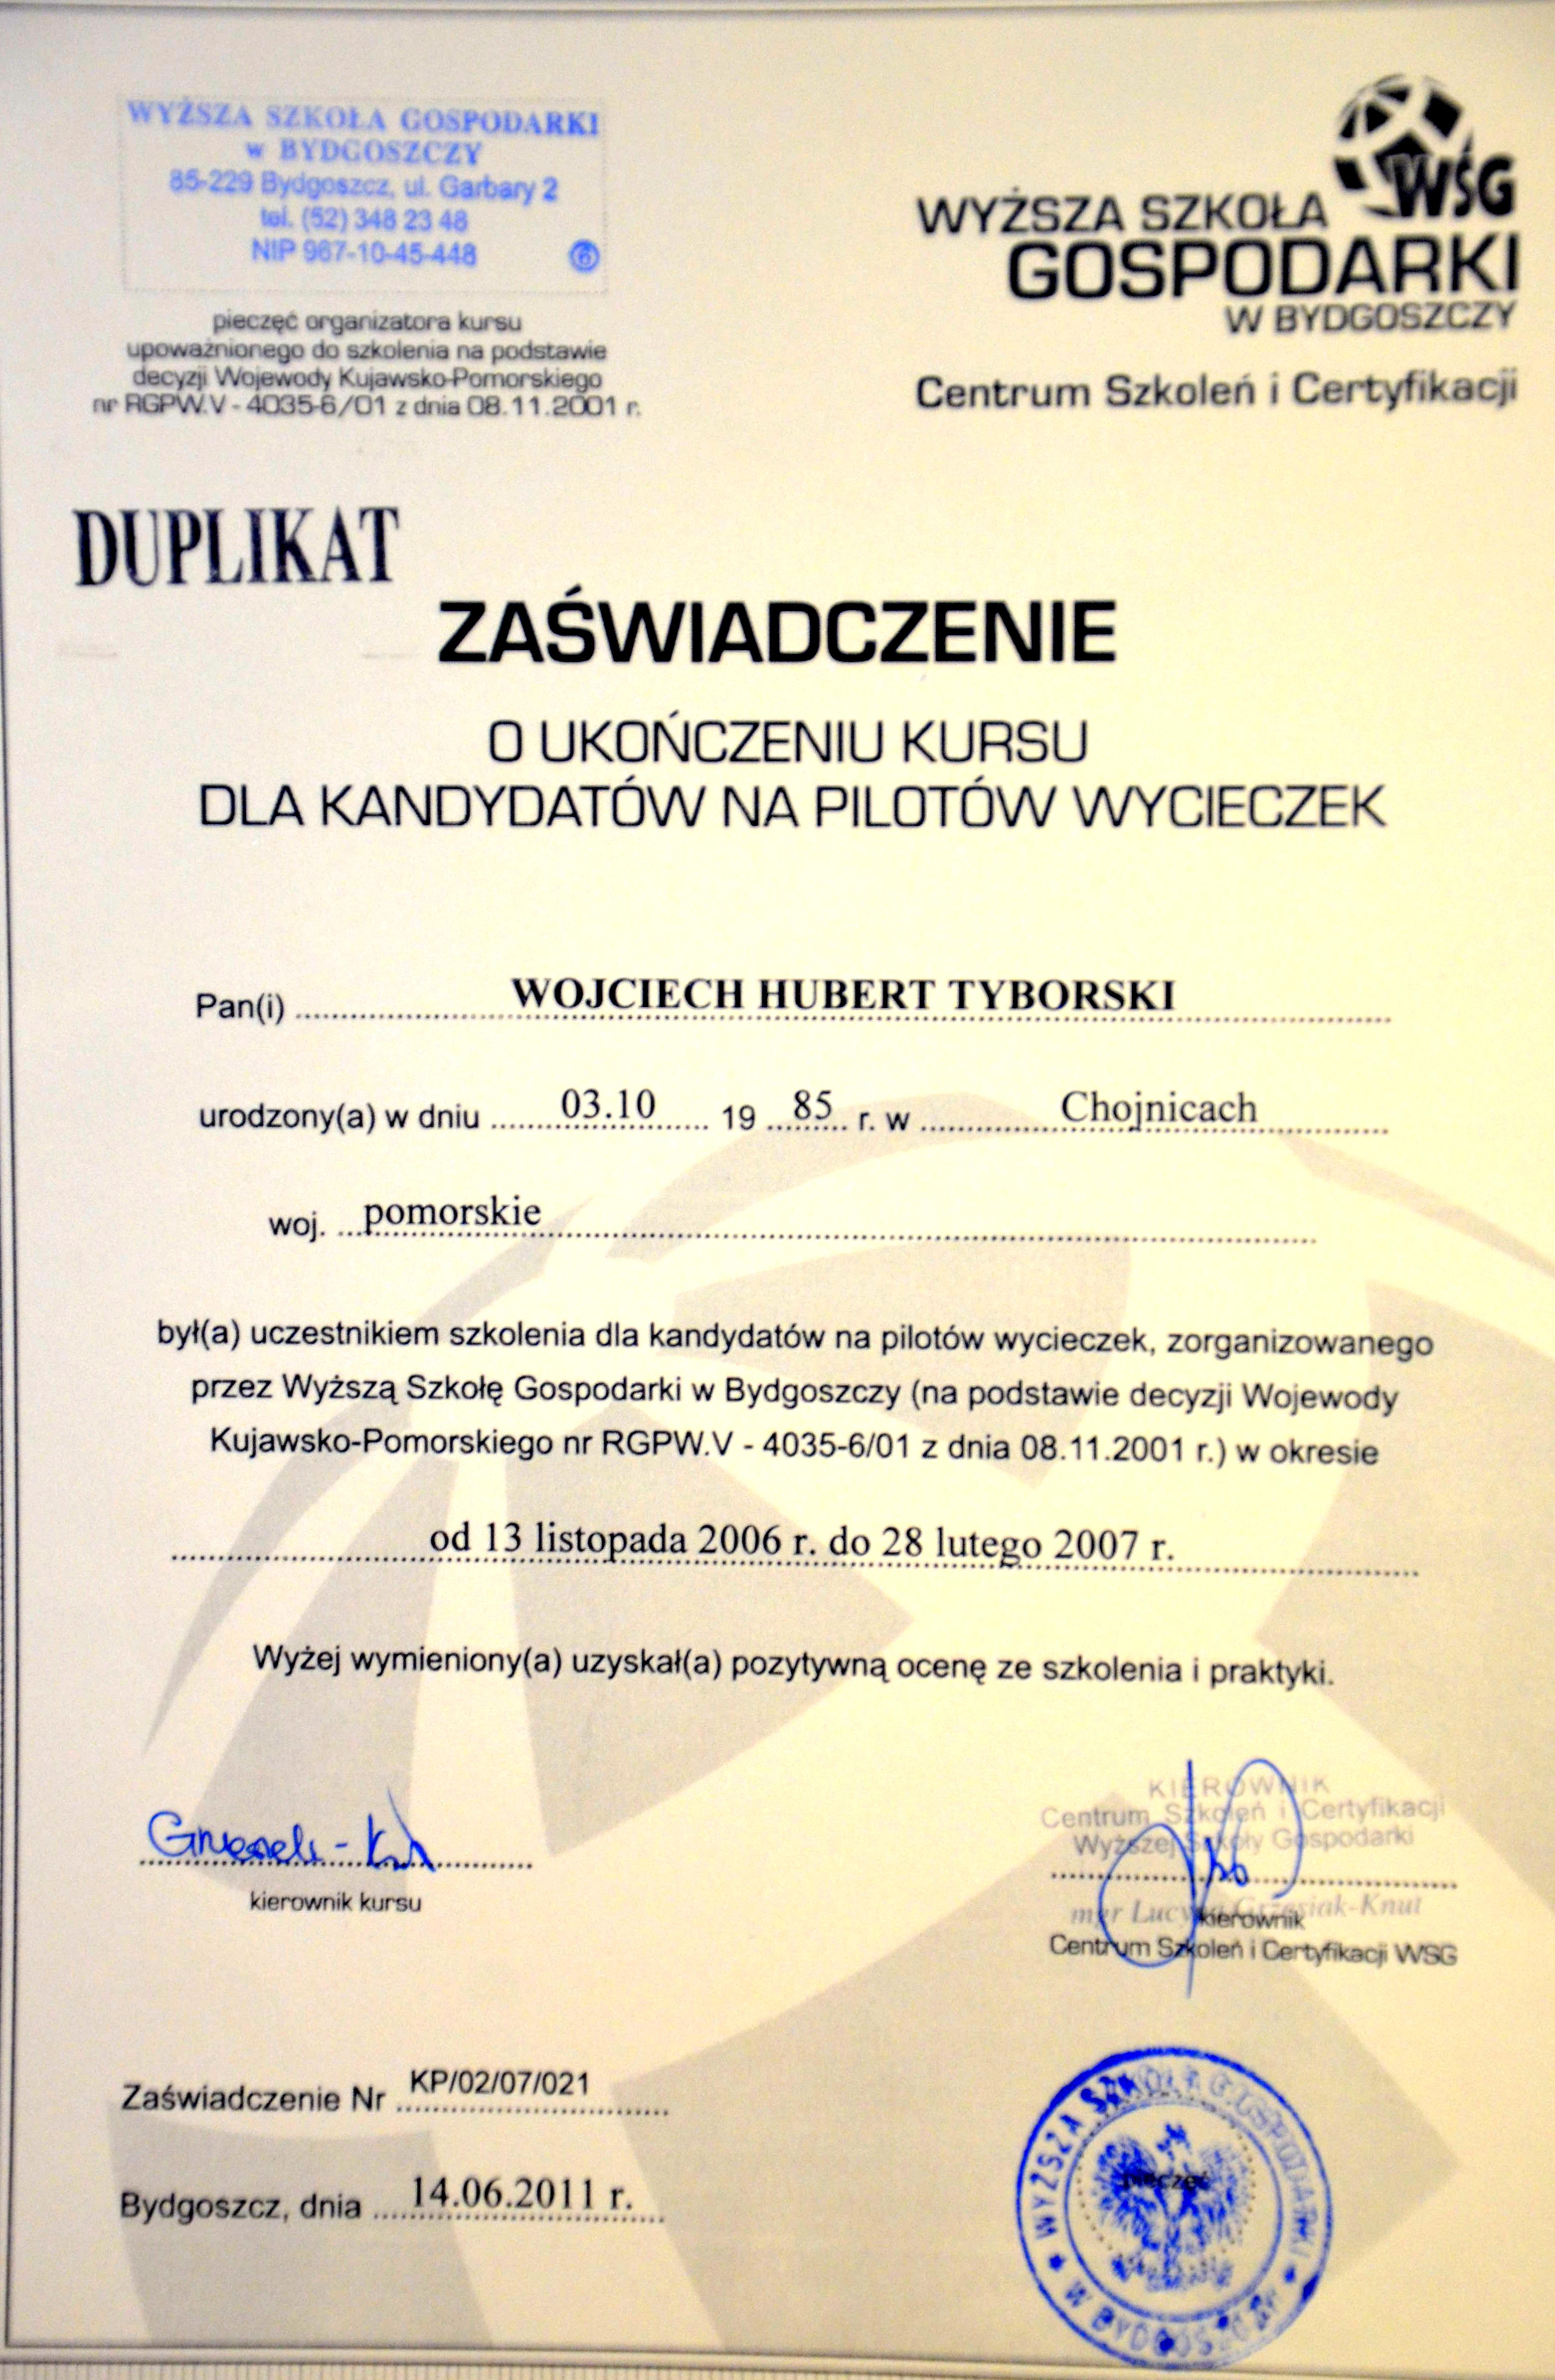 WYŻSZA SZKOŁA GOSPODARKI
w BYDGOSZCZY
85-229 Bydgoszcz, ul. Garbary 2
tel. (52) 348 23 48
NIP 967-10-45-448
6
pieczęć organizatora kursu
upoważnionego do szkolenia na podstawie
decyzji Wojewody Kujawsko-Pomorskiego
nr RGPW.V - 4035-6/01 z dnia 08.11.2001 r.
WSG
WYŻSZA SZKOŁA
GOSPODARKI
W BYDGOSZCZY
Centrum Szkoleń i Certyfikacji
DUPLIKAT
ZAŚWIADCZENIE
O UKOŃCZENIU KURSU
DLA KANDYDATÓW NA PILOTÓW WYCIECZEK
Pan(i) WOJCIECH HUBERT TYBORSKI
urodzony(a) w dniu 03.10 19 85 r. w Chojnicach
woj. pomorskie
był(a) uczestnikiem szkolenia dla kandydatów na pilotów wycieczek, zorganizowanego
przez Wyższą Szkołę Gospodarki w Bydgoszczy (na podstawie decyzji Wojewody
Kujawsko-Pomorskiego nr RGPW.V - 4035-6/01 z dnia 08.11.2001 r.) w okresie
od 13 listopada 2006 r. do 28 lutego 2007 r.
Wyżej wymieniony(a) uzyskał(a) pozytywną ocenę ze szkolenia i praktyki.
kierownik kursu
KIEROWNIK
Centrum Szkoleń i Certyfikacji
Wyższej Szkoły Gospodarki
mgr
kierownik
Centrum Szkoleń i Certyfikacji WSG
Zaświadczenie Nr KP/02/07/021
Bydgoszcz, dnia 14.06.2011 r.
WYŻSZA SZKOŁA GOSPODARKI
W BYDGOSZCZY
pieczęć